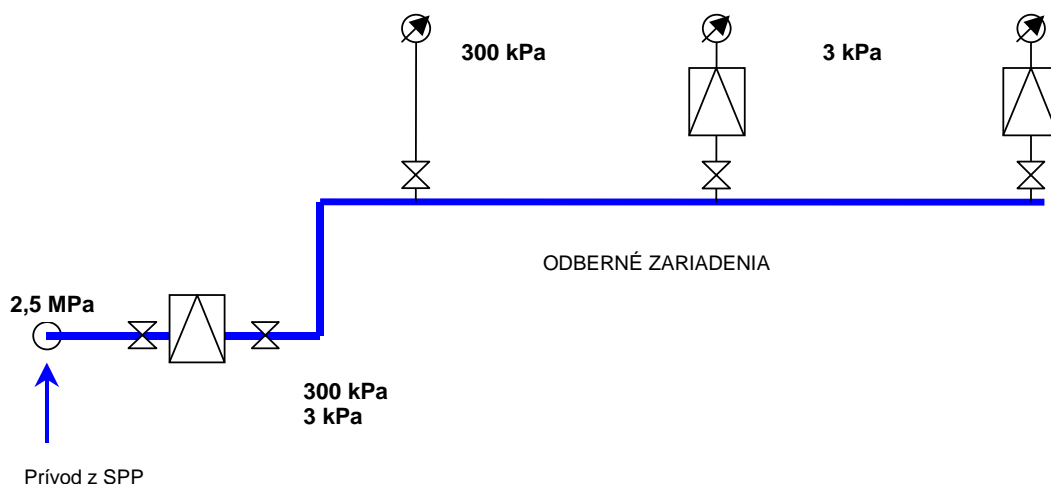 300 kPa
3 kPa
ODBERNÉ ZARIADENIA
2,5 MPa
300 kPa
3 kPa
Prívod z SPP